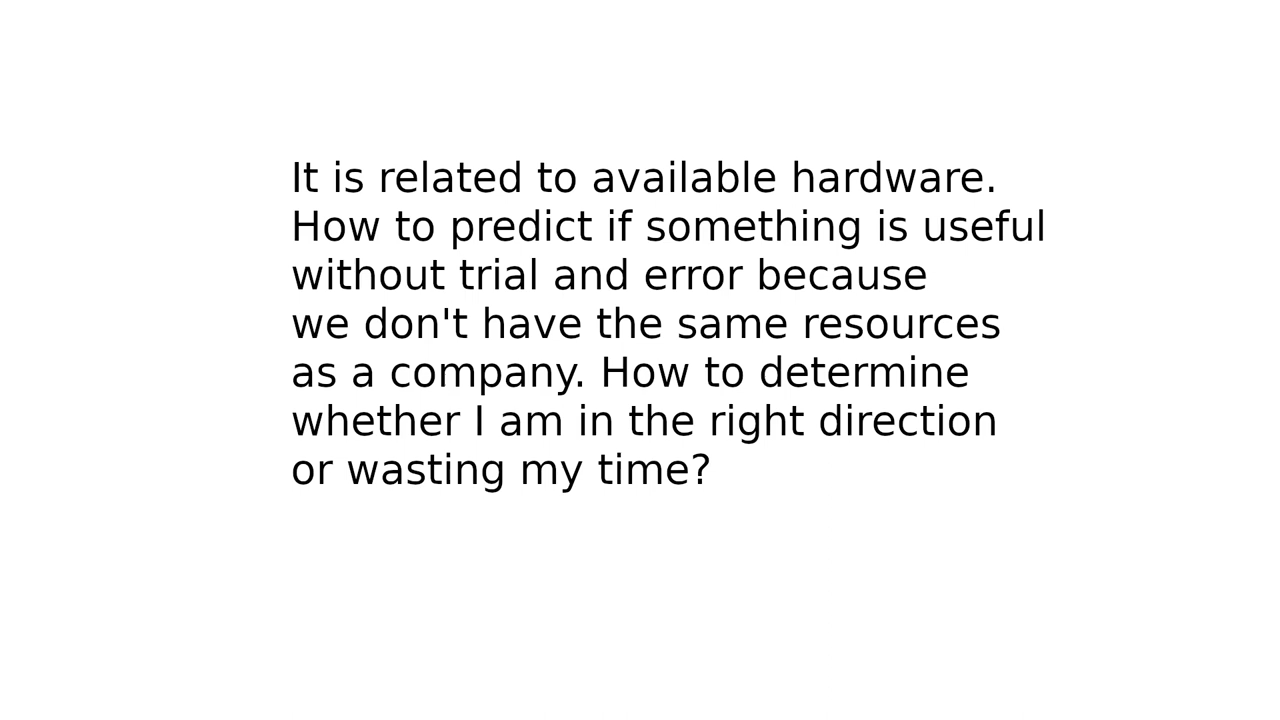 It is related to available hardware.
How to predict if something is useful
without trial and error because
we don't have the same resources
as a company. How to determine
whether I am in the right direction
or wasting my time?